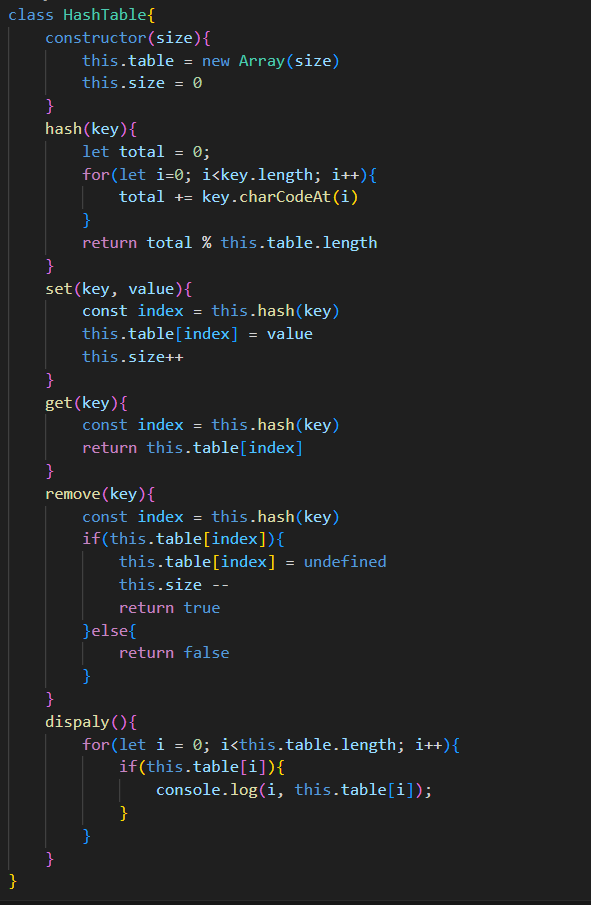 class HashTable{
    constructor(size){
        this.table = new Array(size)
        this.size = 0
    }
    hash(key){
        let total = 0;
        for(let i=0; i<key.length; i++){
            total += key.charCodeAt(i)
        }
        return total % this.table.length
    }
    set(key, value){
        const index = this.hash(key)
        this.table[index] = value
        this.size++
    }
    get(key){
        const index = this.hash(key)
        return this.table[index]
    }
    remove(key){
        const index = this.hash(key)
        if(this.table[index]){
            this.table[index] = undefined
            this.size --
            return true
        }else{
            return false
        }
    }
    dispaly(){
        for(let i = 0; i<this.table.length; i++){
            if(this.table[i]){
                console.log(i, this.table[i]);
            }
        }
    }
}